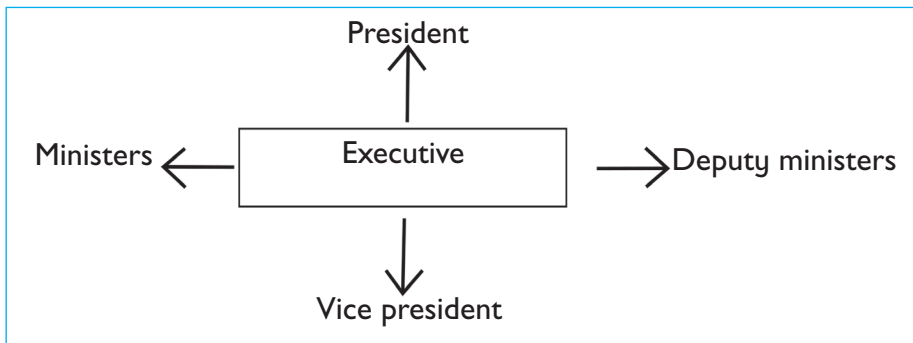 President
Ministers
Executive
Deputy ministers
Vice president